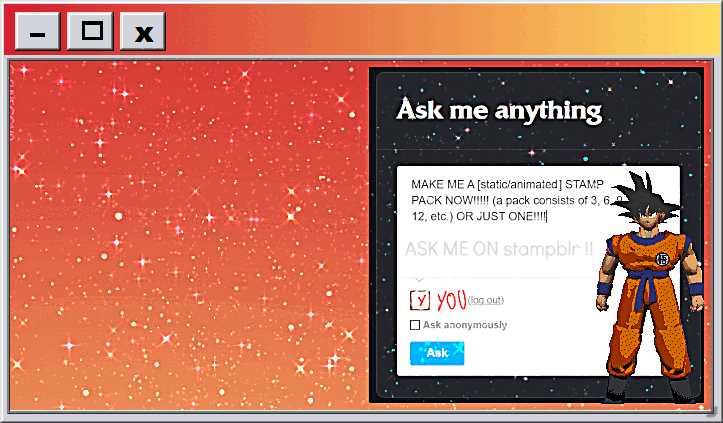 Ask me anything
MAKE ME A [static/animated] STAMP
PACK NOW!!!!! (a pack consists of 3, 6, 9,
12, etc.) OR JUST ONE!!!!
ASK ME ON stampblr !!
y YOU (log out)
Ask anonymously
Ask